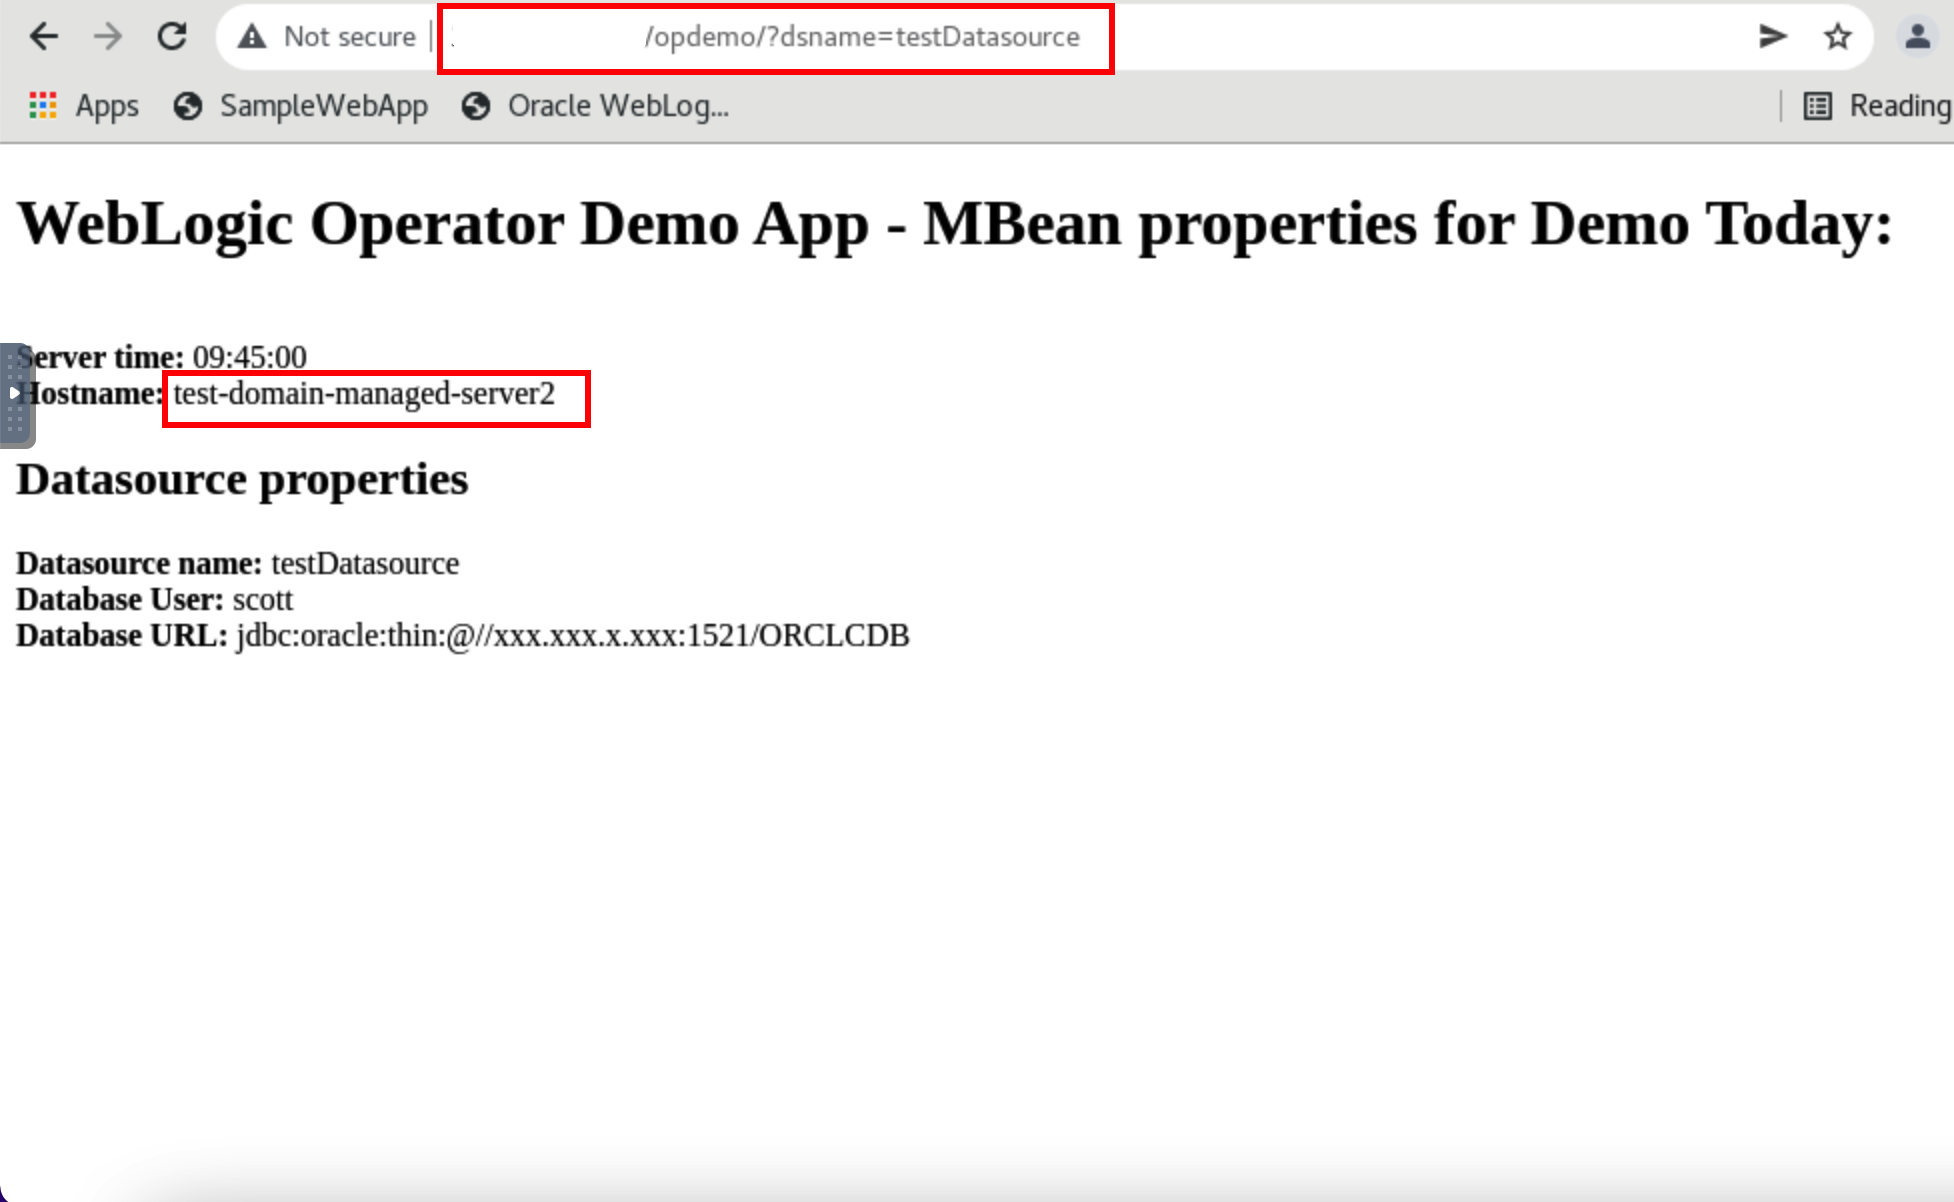 Not secure | /opdemo/?dsname=testDatasource
Apps SampleWebApp Oracle WebLog... Reading
WebLogic Operator Demo App - MBean properties for Demo Today:
Server time: 09:45:00
Hostname: test-domain-managed-server2
Datasource properties
Datasource name: testDatasource
Database User: scott
Database URL: jdbc:oracle:thin:@//xxx.xxx.x.xxx:1521/ORCLCDB